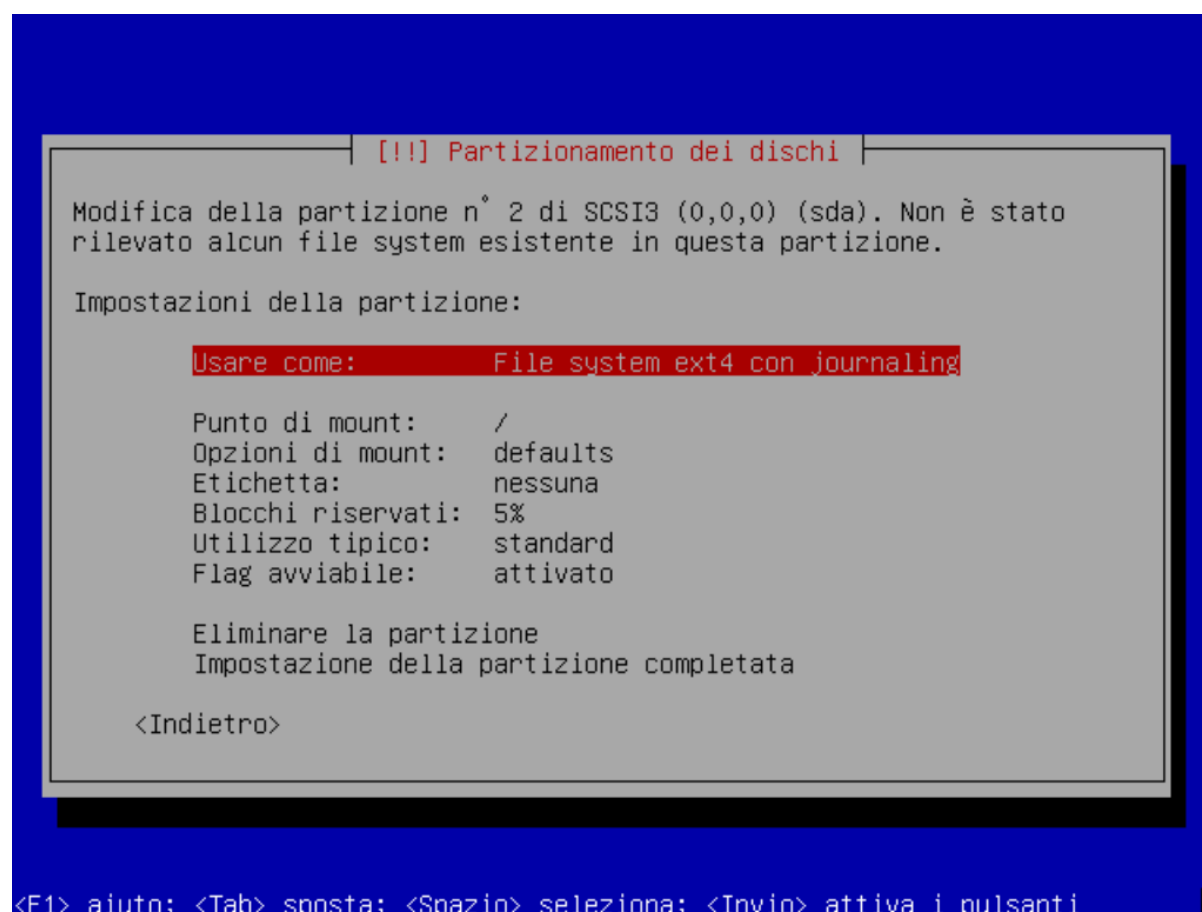 [!!] Partizionamento dei dischi
Modifica della partizione n° 2 di SCSI3 (0,0,0) (sda). Non è stato
rilevato alcun file system esistente in questa partizione.
Impostazioni della partizione:
Usare come: File system ext4 con journaling
Punto di mount: /
Opzioni di mount: defaults
Etichetta: nessuna
Blocchi riservati: 5%
Utilizzo tipico: standard
Flag avviabile: attivato
Eliminare la partizione
Impostazione della partizione completata
<Indietro>
<F1> aiuto; <Tab> sposta; <Spazio> seleziona; <Invio> attiva i pulsanti